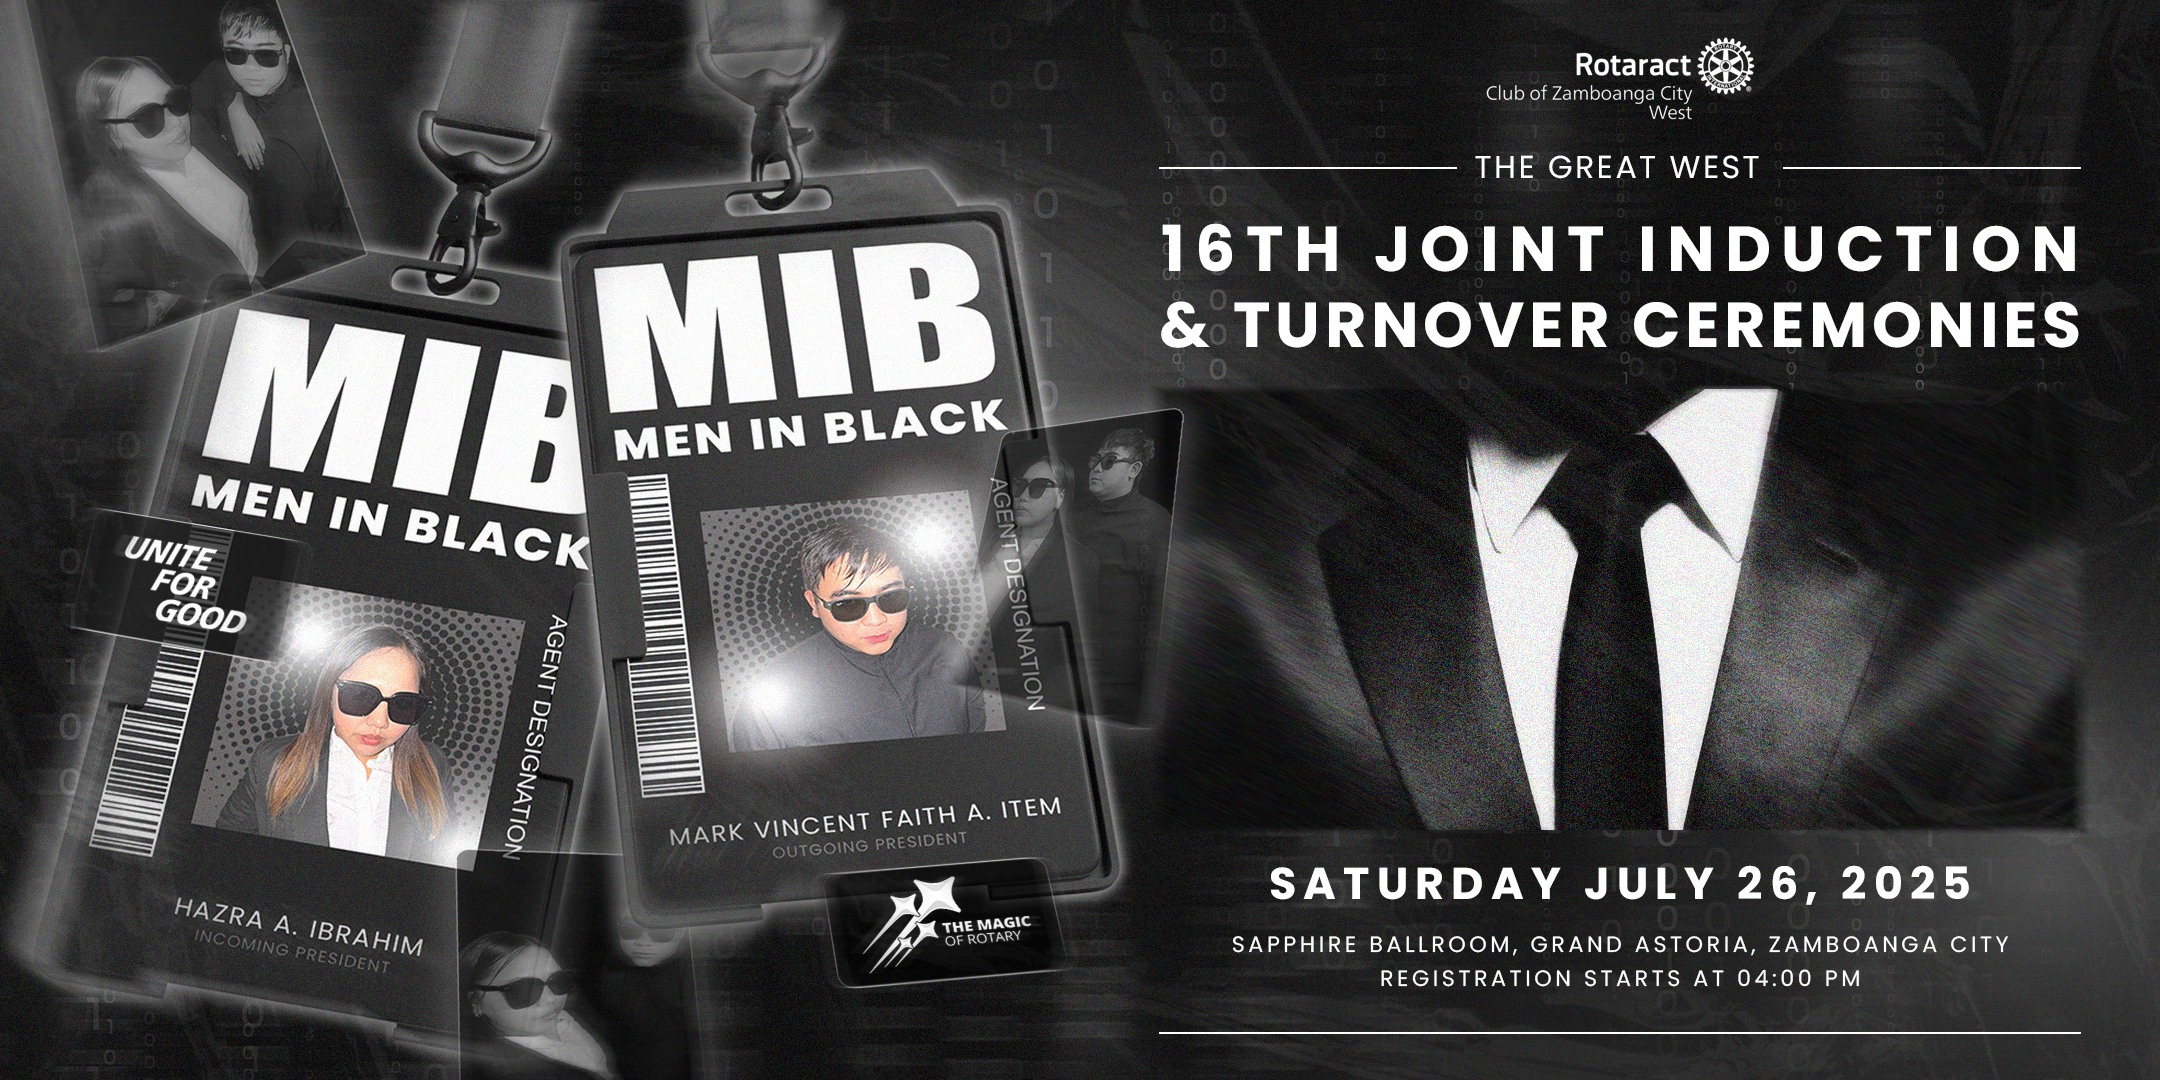 MIB
MEN IN BLACK
UNITE
FOR
GOOD
AGENT DESIGNATION
HAZRA A. IBRAHIM
INCOMING PRESIDENT
MIB
MEN IN BLACK
AGENT DESIGNATION
MARK VINCENT FAITH A. ITEM
OUTGOING PRESIDENT
THE MAGIC
OF ROTARY
Rotaract
Club of Zamboanga City
West
THE GREAT WEST
16TH JOINT INDUCTION
& TURNOVER CEREMONIES
SATURDAY JULY 26, 2025
SAPPHIRE BALLROOM, GRAND ASTORIA, ZAMBOANGA CITY
REGISTRATION STARTS AT 04:00 PM